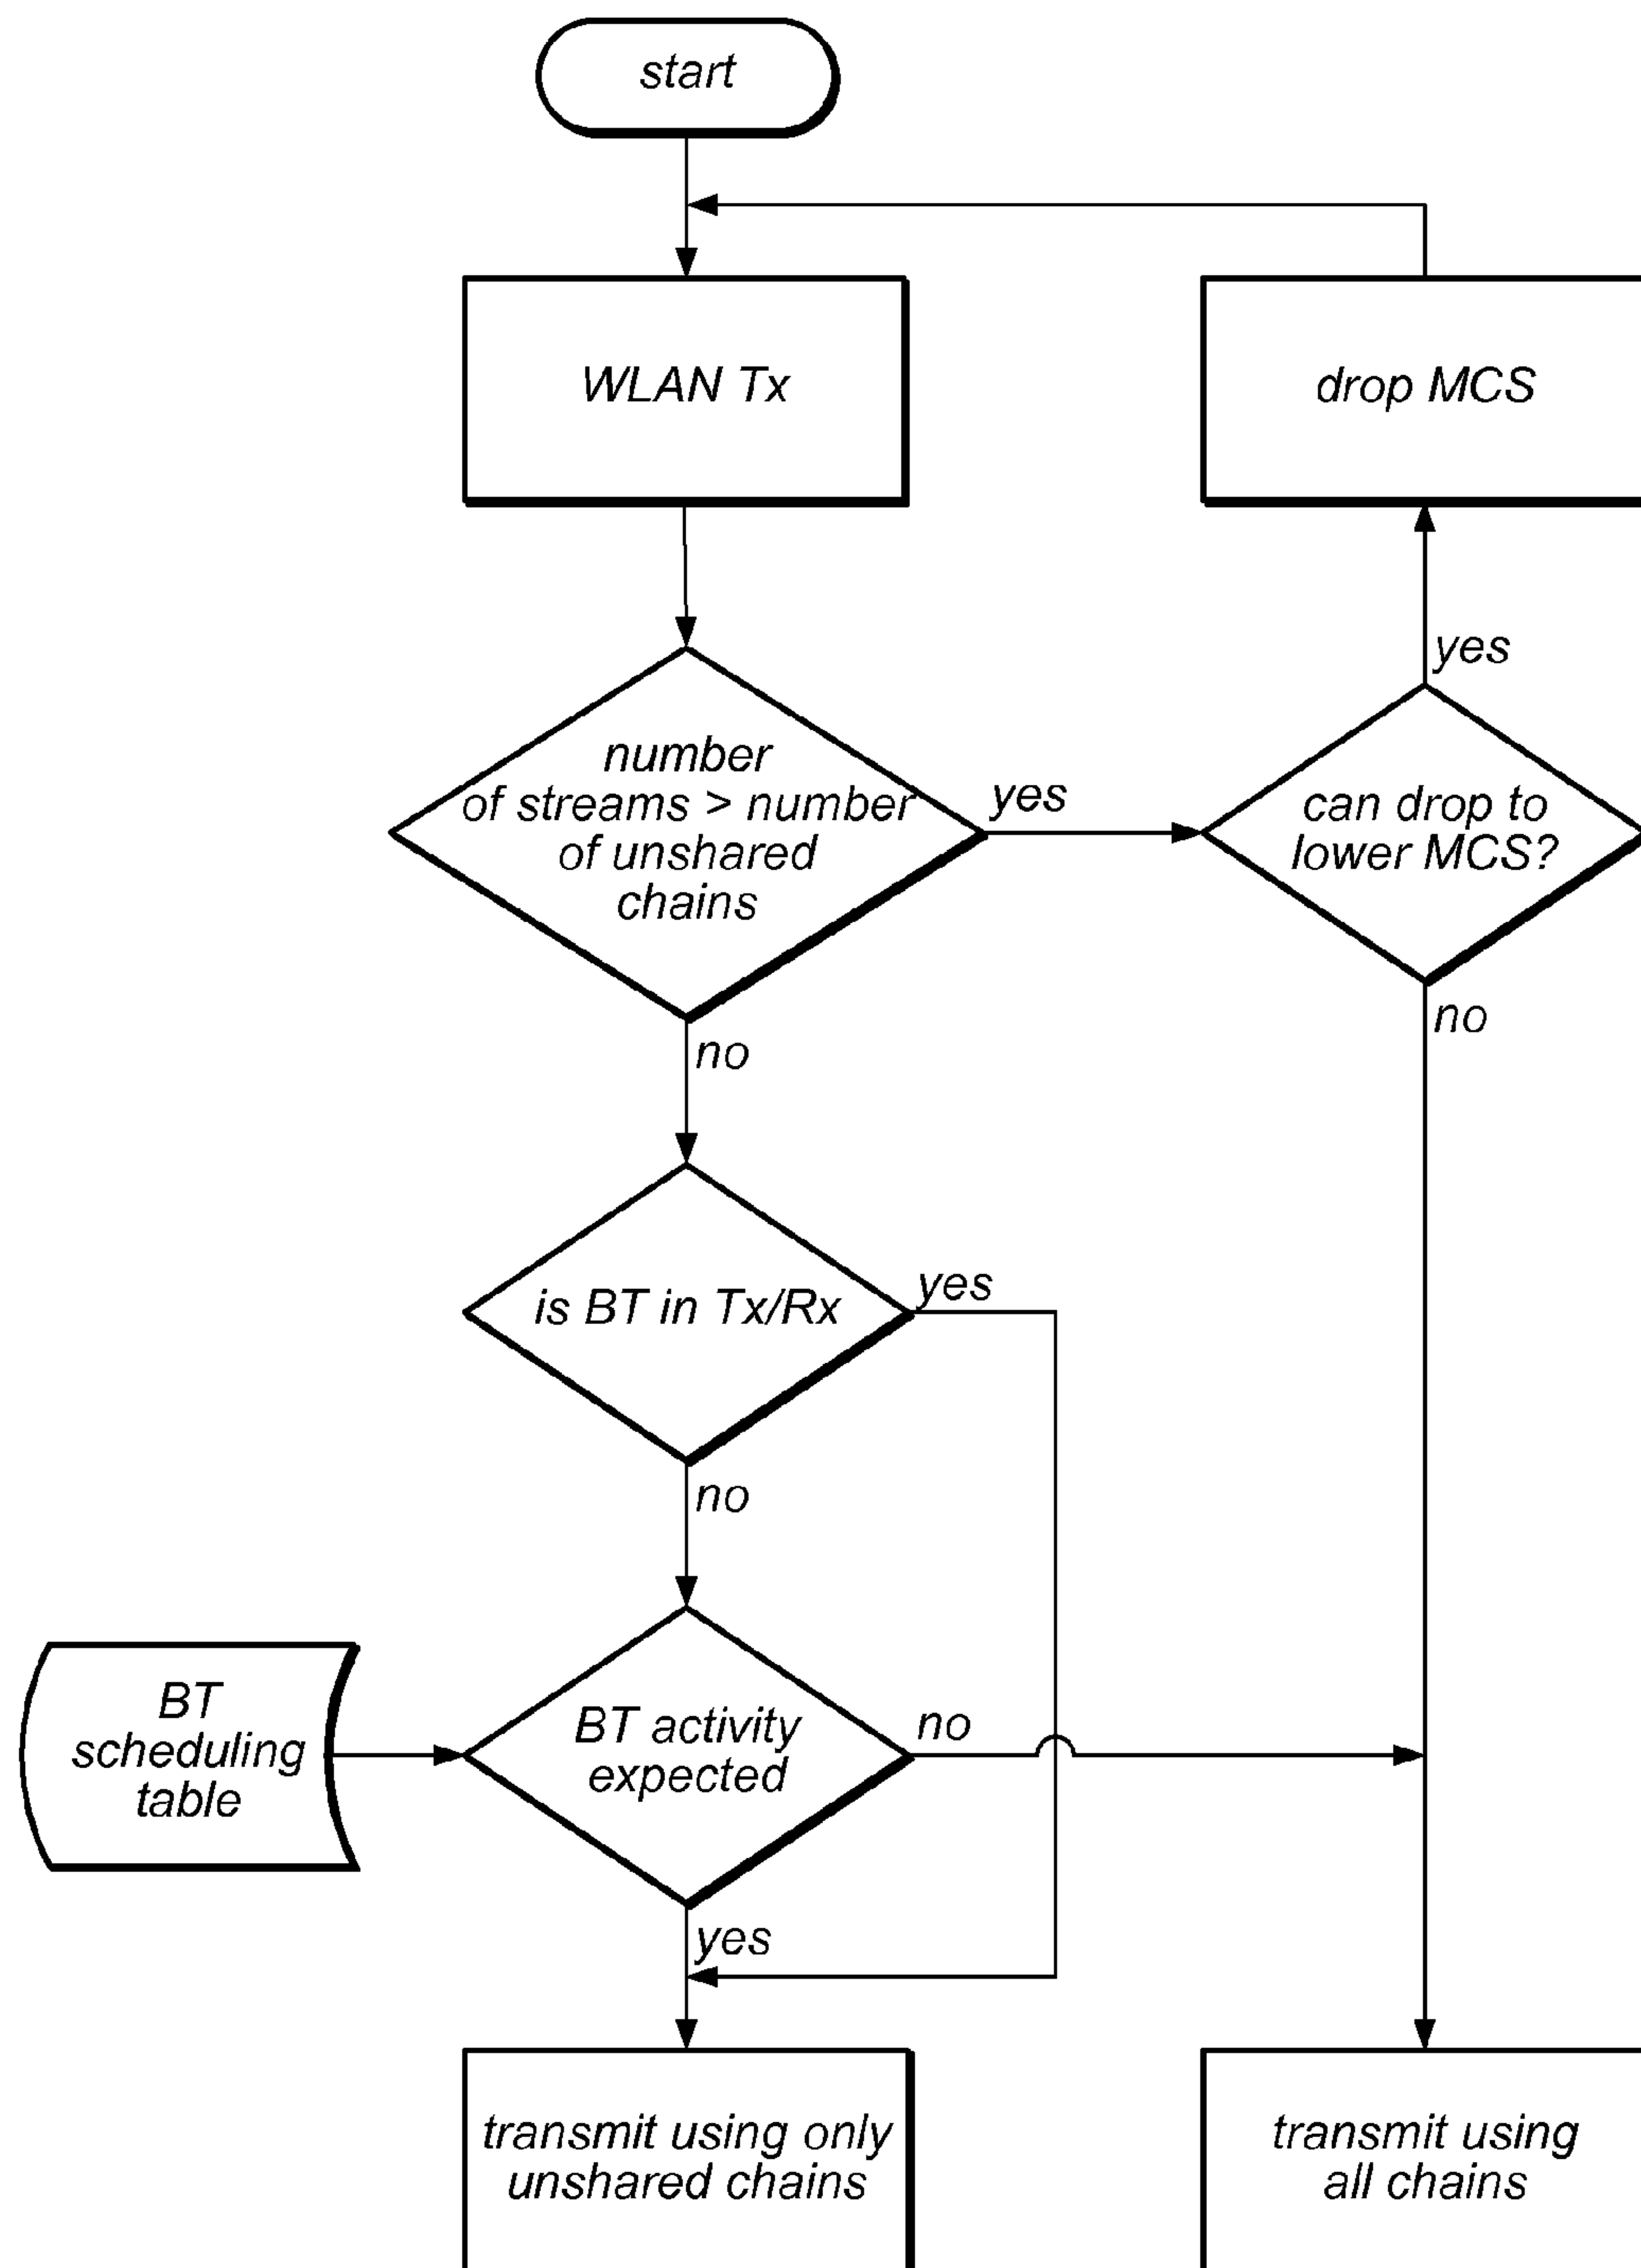 start
WLAN Tx
drop MCS
yes
number
of streams > number
of unshared
chains
yes
can drop to
lower MCS?
no
no
is BT in Tx/Rx
yes
no
BT
scheduling
table
BT activity
expected
no
yes
transmit using only
unshared chains
transmit using
all chains